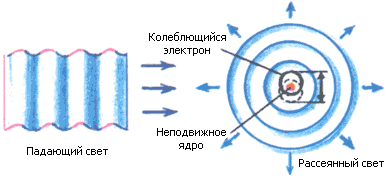 Колеблющийся
электрон
Неподвижное
ядро
Падающий свет
Рассеянный свет